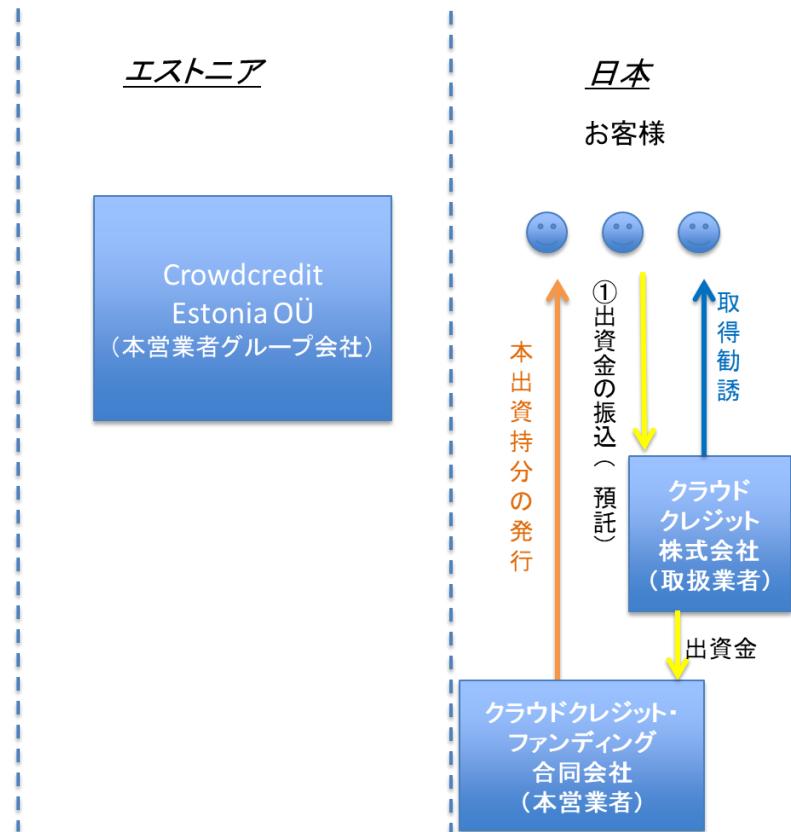 エストニア
日本
お客様
Crowdcredit
Estonia OÜ
（本営業者グループ会社）
本出資持分の発行
①出資金の振込（預託）
取得勧誘
クラウド
クレジット
株式会社
（取扱業者）
出資金
クラウドクレジット・
ファンディング
合同会社
（本営業者）